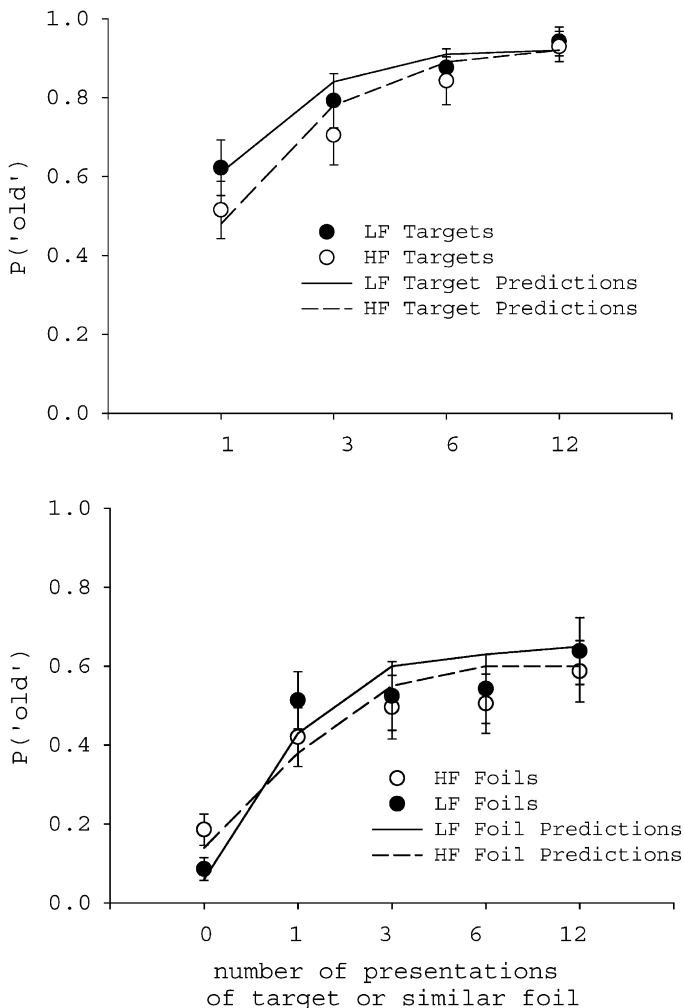 1.0
0.8
0.6
0.4
0.2
0.0
P('old')
LF Targets
HF Targets
LF Target Predictions
HF Target Predictions
1 3 6 12
1.0
0.8
0.6
0.4
0.2
0.0
P('old')
HF Foils
LF Foils
LF Foil Predictions
HF Foil Predictions
0 1 3 6 12
number of presentations
of target or similar foil